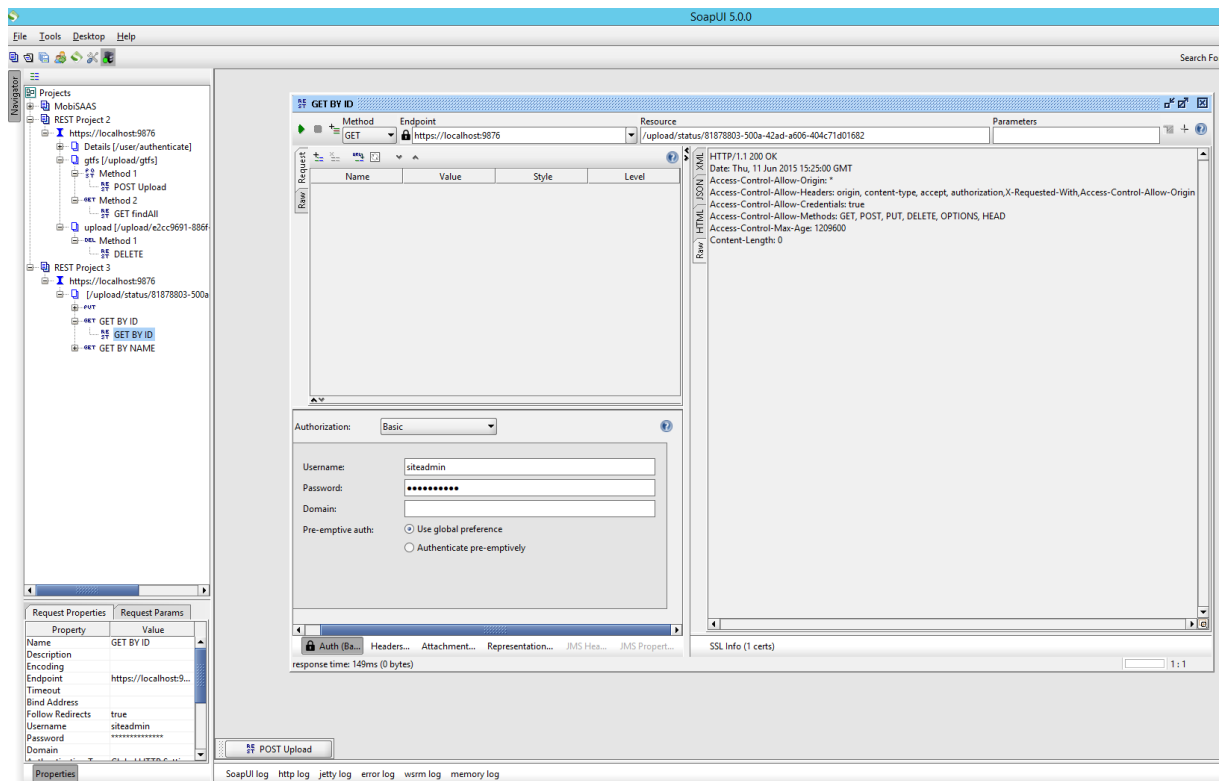 SoapUI 5.0.0
File Tools Desktop Help
Search Fo
Navigator
Projects
MobiSAAS
REST Project 2
https://localhost:9876
Details [/user/authenticate]
gtfs [/upload/gtfs]
Method 1
POST Upload
GET Method 2
GET findAll
upload [/upload/e2cc9691-886f-
DEL Method 1
DELETE
REST Project 3
https://localhost:9876
[/upload/status/81878803-500a
PUT
GET GET BY ID
GET BY ID
GET GET BY NAME
Request Properties Request Params
Property Value
Name GET BY ID
Description
Encoding
Endpoint https://localhost:9...
Timeout
Bind Address
Follow Redirects true
Username siteadmin
Password **************
Domain
Properties
GET BY ID
Method Endpoint Resource Parameters
GET https://localhost:9876 /upload/status/81878803-500a-42ad-a606-404c71d01682
Request
Raw
Name Value Style Level
Authorization: Basic
Username: siteadmin
Password: ••••••••••
Domain:
Pre-emptive auth: Use global preference
Authenticate pre-emptively
Auth (Ba... Headers... Attachment... Representation... JMS Hea... JMS Propert...
response time: 149ms (0 bytes)
XML
JSON
HTML
Raw
HTTP/1.1 200 OK
Date: Thu, 11 Jun 2015 15:25:00 GMT
Access-Control-Allow-Origin: *
Access-Control-Allow-Headers: origin, content-type, accept, authorization,X-Requested-With,Access-Control-Allow-Origin
Access-Control-Allow-Credentials: true
Access-Control-Allow-Methods: GET, POST, PUT, DELETE, OPTIONS, HEAD
Access-Control-Max-Age: 1209600
Content-Length: 0
SSL Info (1 certs)
1 : 1
POST Upload
SoapUI log http log jetty log error log wsrm log memory log